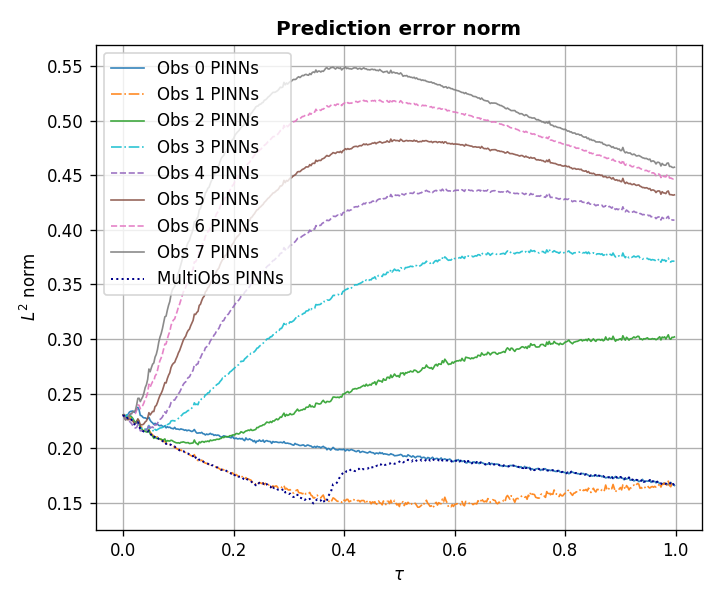 Prediction error norm
0.55
0.50
0.45
0.40
0.35
0.30
0.25
0.20
0.15
L² norm
Obs 0 PINNs
Obs 1 PINNs
Obs 2 PINNs
Obs 3 PINNs
Obs 4 PINNs
Obs 5 PINNs
Obs 6 PINNs
Obs 7 PINNs
MultiObs PINNs
0.0 0.2 0.4 0.6 0.8 1.0
τ